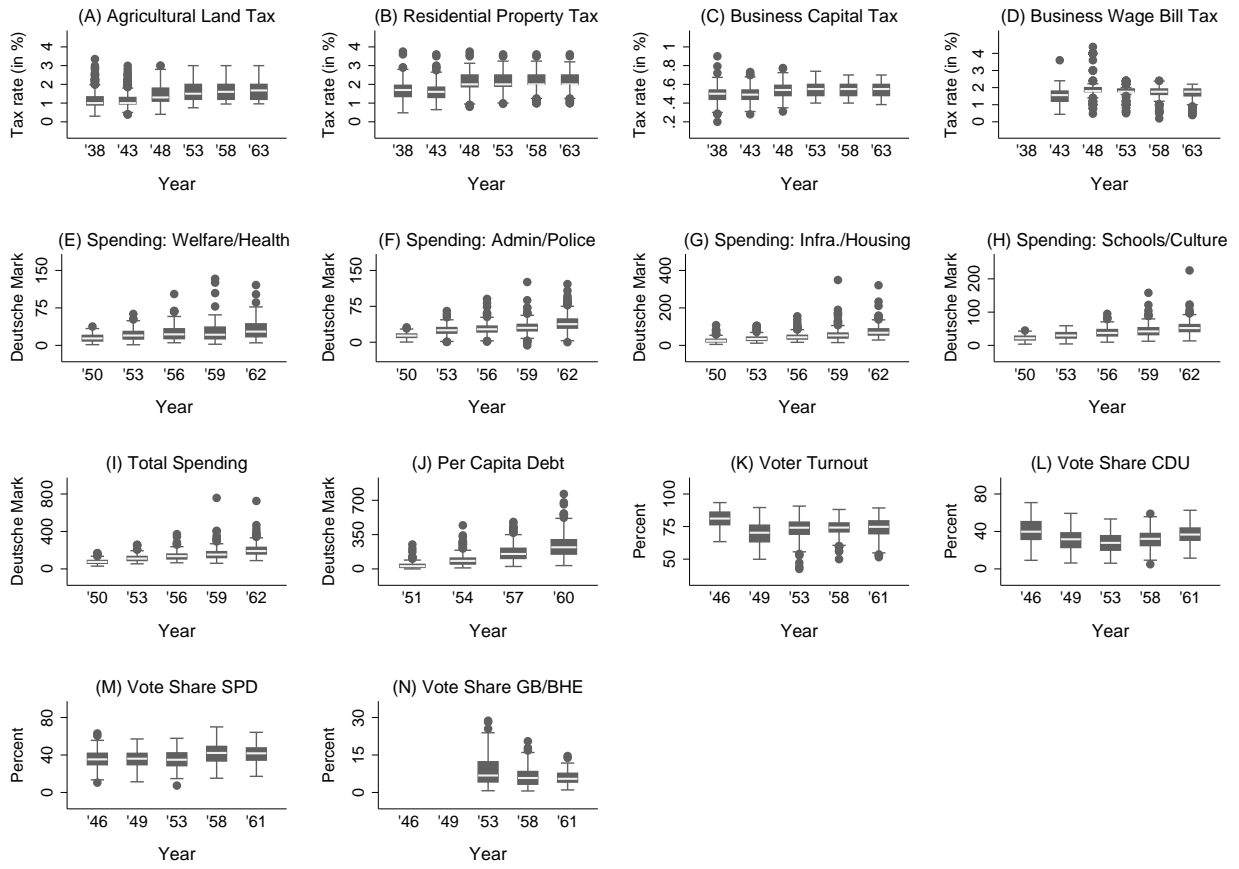 (A) Agricultural Land Tax
Tax rate (in %)
4
3
2
1
0
'38 '43 '48 '53 '58 '63
Year
(B) Residential Property Tax
Tax rate (in %)
4
3
2
1
0
'38 '43 '48 '53 '58 '63
Year
(C) Business Capital Tax
Tax rate (in %)
1
.8
.6
.4
.2
'38 '43 '48 '53 '58 '63
Year
(D) Business Wage Bill Tax
Tax rate (in %)
4
3
2
1
0
'38 '43 '48 '53 '58 '63
Year
(E) Spending: Welfare/Health
Deutsche Mark
150
75
0
'50 '53 '56 '59 '62
Year
(F) Spending: Admin/Police
Deutsche Mark
150
75
0
'50 '53 '56 '59 '62
Year
(G) Spending: Infra./Housing
Deutsche Mark
400
200
0
'50 '53 '56 '59 '62
Year
(H) Spending: Schools/Culture
Deutsche Mark
200
100
0
'50 '53 '56 '59 '62
Year
(I) Total Spending
Deutsche Mark
800
400
0
'50 '53 '56 '59 '62
Year
(J) Per Capita Debt
Deutsche Mark
700
350
0
'51 '54 '57 '60
Year
(K) Voter Turnout
Percent
100
75
50
'46 '49 '53 '58 '61
Year
(L) Vote Share CDU
Percent
80
40
0
'46 '49 '53 '58 '61
Year
(M) Vote Share SPD
Percent
80
40
0
'46 '49 '53 '58 '61
Year
(N) Vote Share GB/BHE
Percent
30
15
0
'46 '49 '53 '58 '61
Year